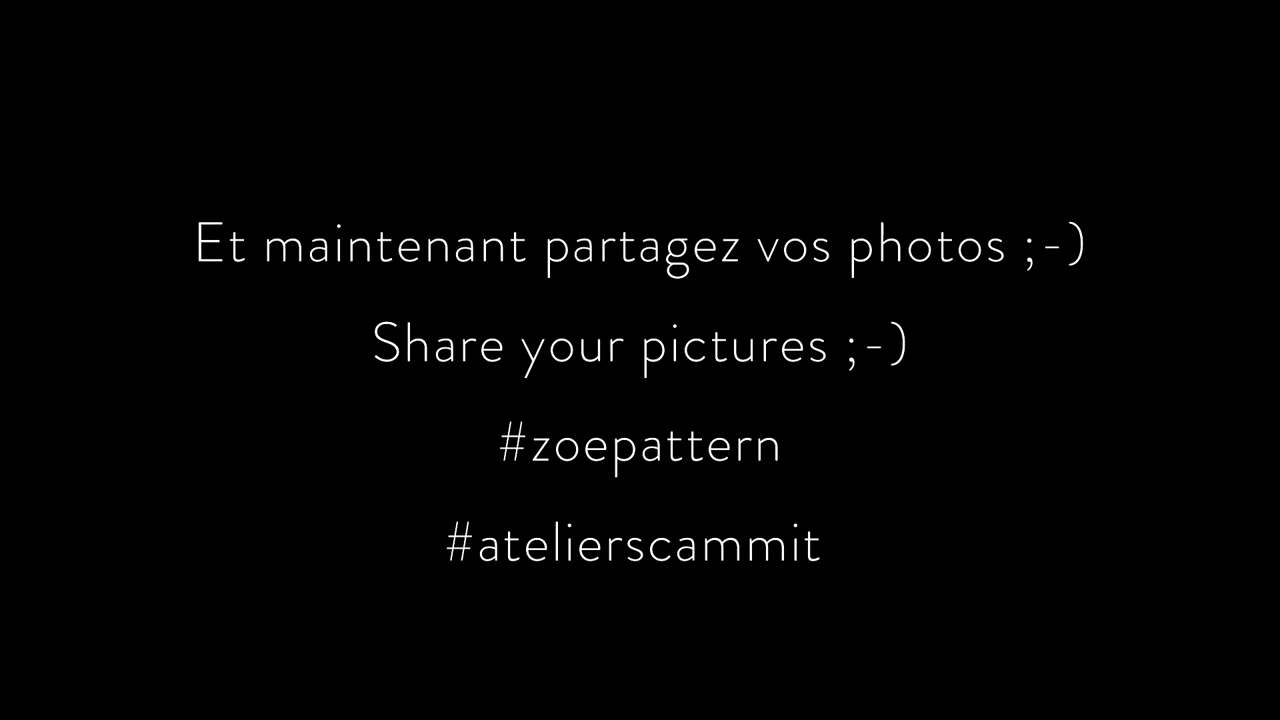 Et maintenant partagez vos photos ;-)
Share your pictures ;-)
#zoepattern
#atelierscammit